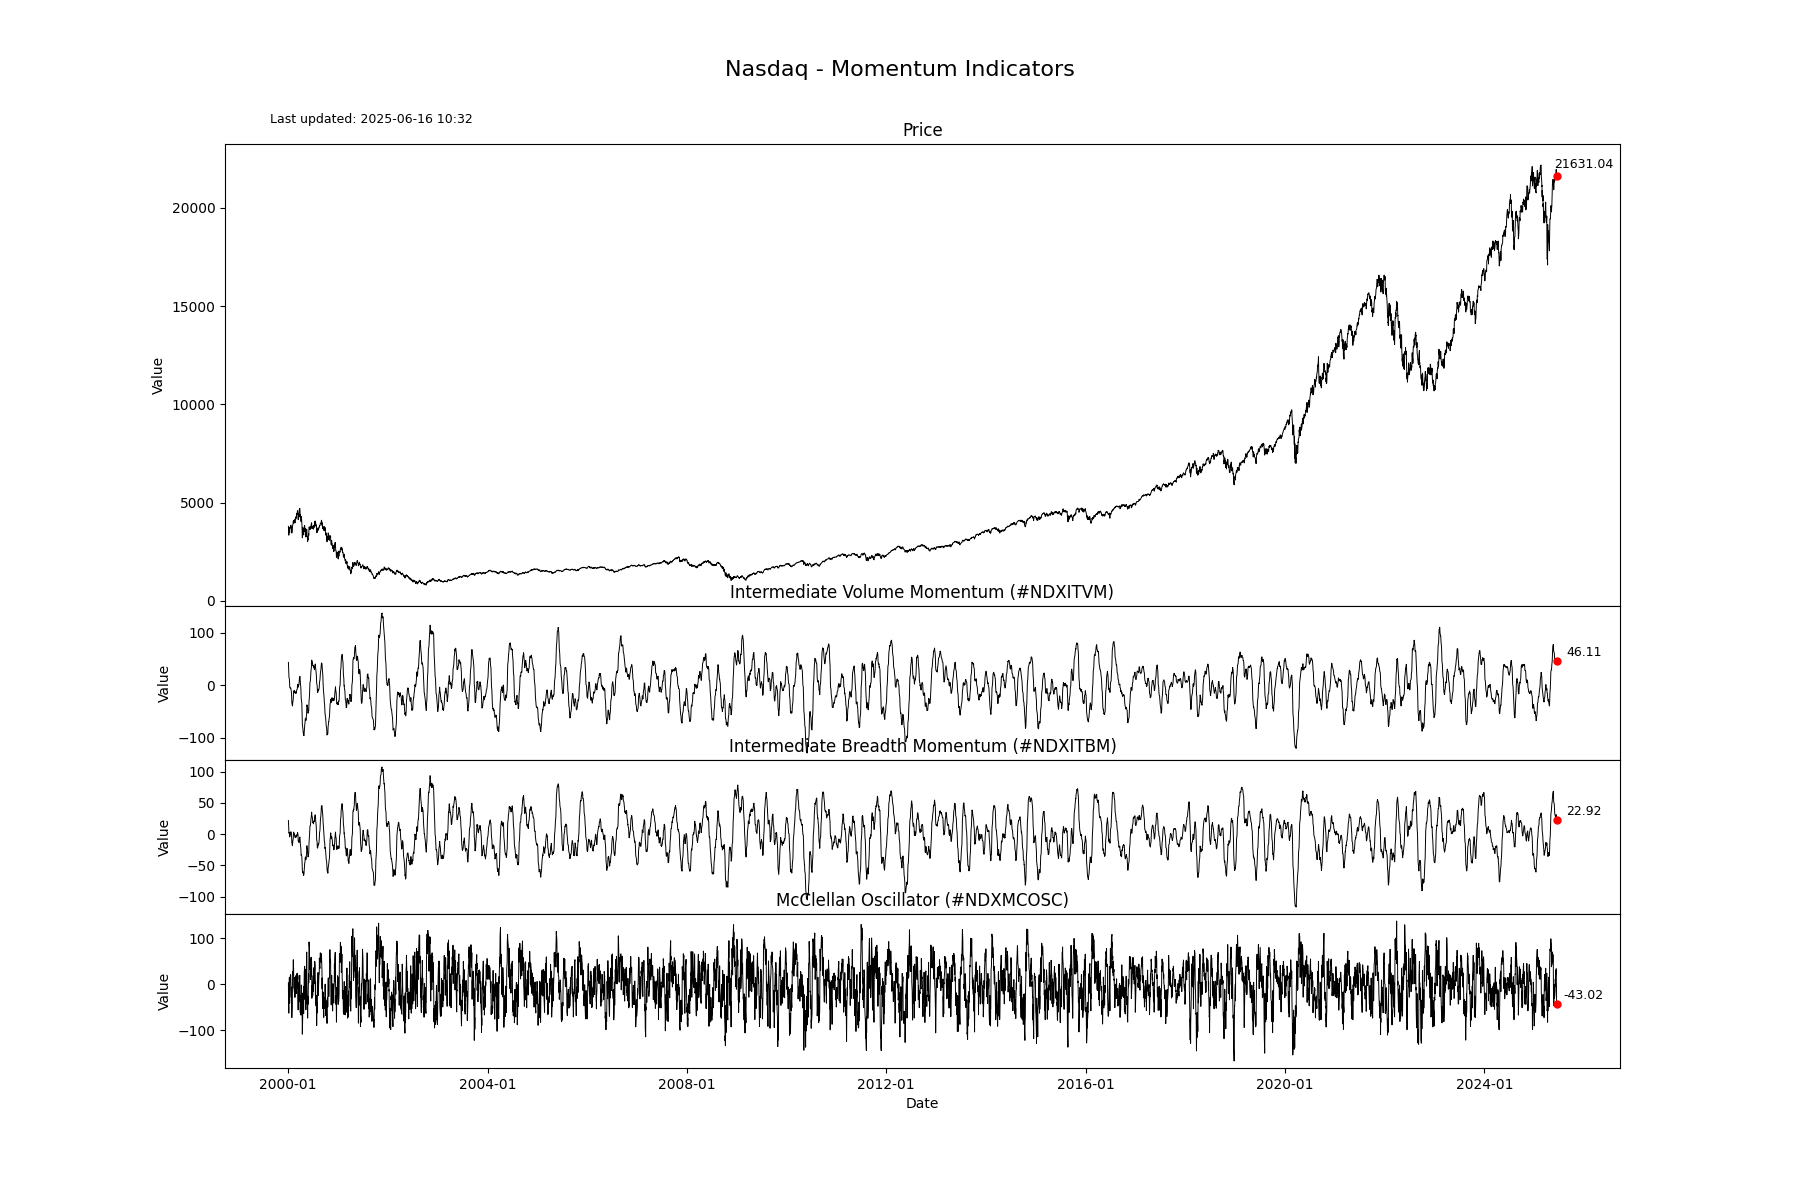 Nasdaq - Momentum Indicators
Last updated: 2025-06-16 10:32
Price
21631.04
20000
15000
Value
10000
5000
0
Intermediate Volume Momentum (#NDXITVM)
100
46.11
Value
0
−100
Intermediate Breadth Momentum (#NDXITBM)
100
50
22.92
Value
0
−50
−100
McClellan Oscillator (#NDXMCOSC)
100
Value
0
-43.02
−100
2000-01 2004-01 2008-01 2012-01 2016-01 2020-01 2024-01
Date